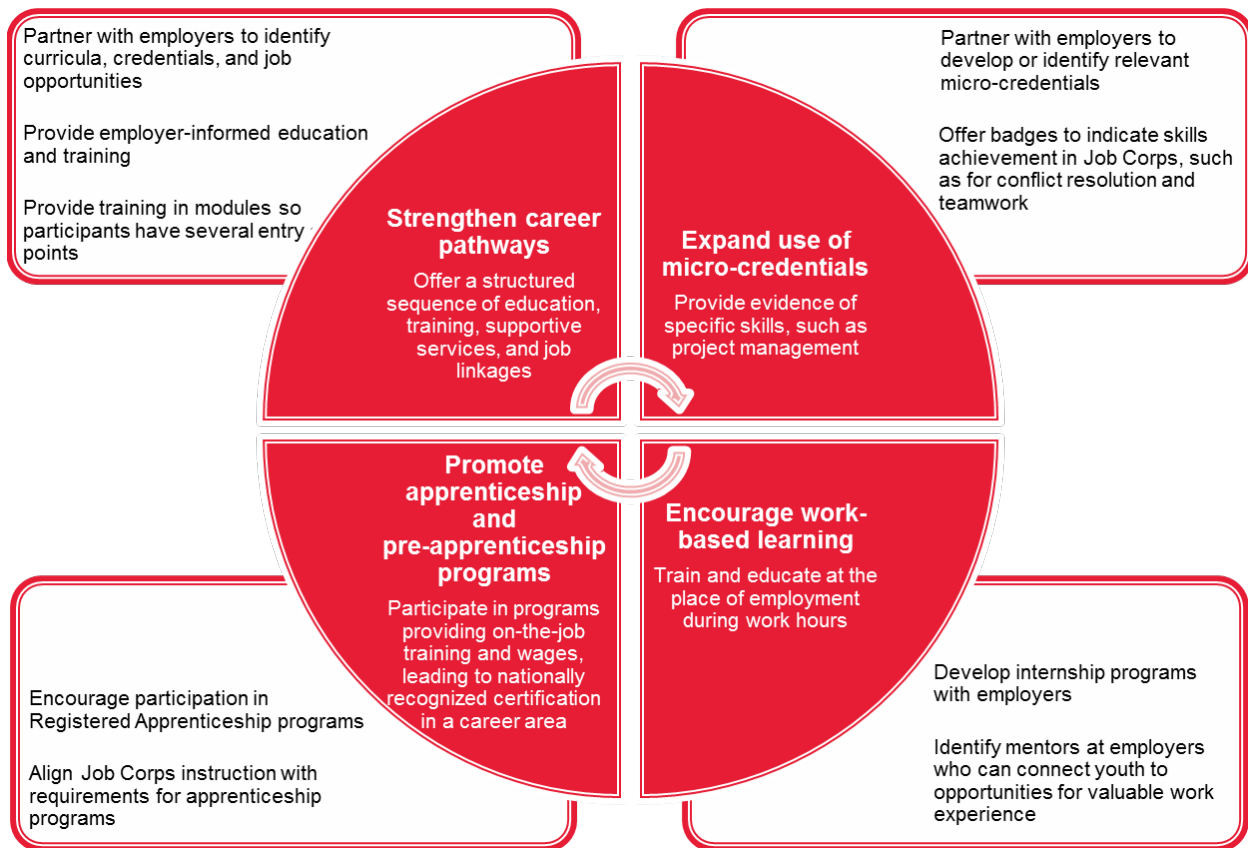 Partner with employers to identify
curricula, credentials, and job
opportunities
Provide employer-informed education
and training
Provide training in modules so
participants have several entry
points
Strengthen career
pathways
Offer a structured
sequence of education,
training, supportive
services, and job
linkages
Partner with employers to
develop or identify relevant
micro-credentials
Offer badges to indicate skills
achievement in Job Corps, such
as for conflict resolution and
teamwork
Expand use of
micro-credentials
Provide evidence of
specific skills, such as
project management
Promote
apprenticeship
and
pre-apprenticeship
programs
Participate in programs
providing on-the-job
training and wages,
leading to nationally
recognized certification
in a career area
Encourage participation in
Registered Apprenticeship programs
Align Job Corps instruction with
requirements for apprenticeship
programs
Encourage work-
based learning
Train and educate at the
place of employment
during work hours
Develop internship programs
with employers
Identify mentors at employers
who can connect youth to
opportunities for valuable work
experience